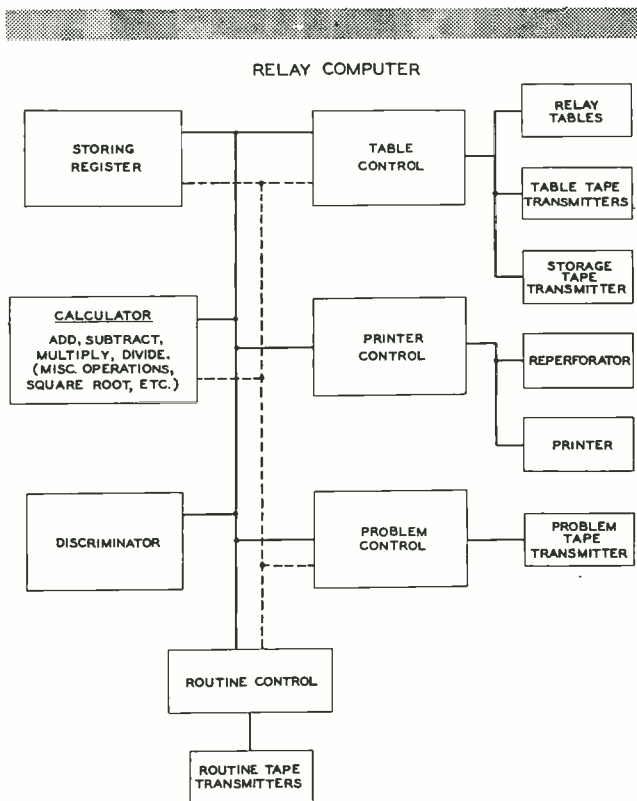 RELAY COMPUTER
STORING
REGISTER
TABLE
CONTROL
RELAY
TABLES
TABLE TAPE
TRANSMITTERS
STORAGE
TAPE
TRANSMITTER
CALCULATOR
ADD, SUBTRACT,
MULTIPLY, DIVIDE.
(MISC. OPERATIONS,
SQUARE ROOT, ETC.)
PRINTER
CONTROL
REPERFORATOR
PRINTER
DISCRIMINATOR
PROBLEM
CONTROL
PROBLEM
TAPE
TRANSMITTER
ROUTINE CONTROL
ROUTINE TAPE
TRANSMITTERS